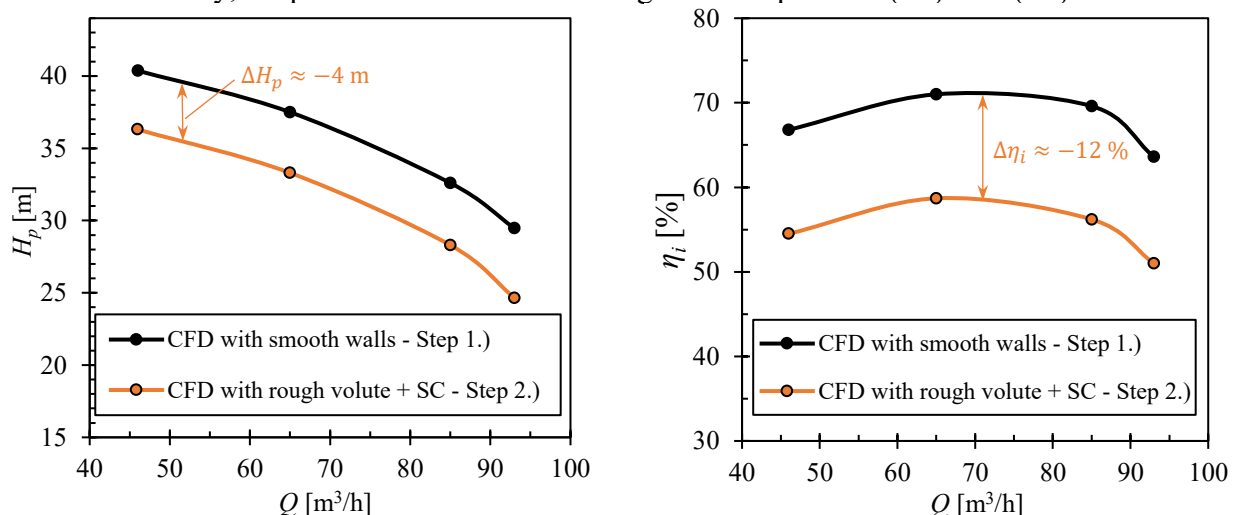 40
35
30
25
20
15
H_p [m]
ΔH_p ≈ −4 m
CFD with smooth walls - Step 1.)
CFD with rough volute + SC - Step 2.)
40 50 60 70 80 90 100
Q [m³/h]
80
70
60
50
40
30
η_i [%]
Δη_i ≈ −12 %
CFD with smooth walls - Step 1.)
CFD with rough volute + SC - Step 2.)
40 50 60 70 80 90 100
Q [m³/h]